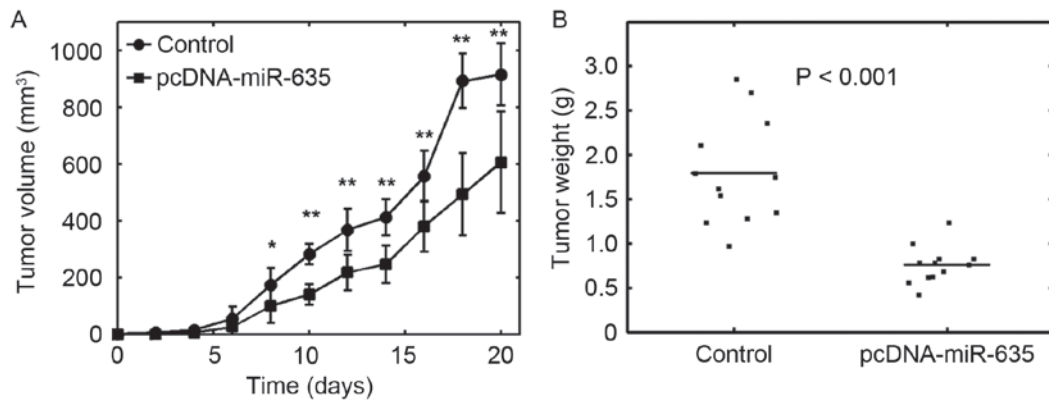 A
Control
pcDNA-miR-635
Tumor volume (mm³)
1000
800
600
400
200
0
*
**
**
**
**
**
**
0
5
10
15
20
Time (days)
B
P < 0.001
Tumor weight (g)
3.0
2.5
2.0
1.5
1.0
0.5
0
Control
pcDNA-miR-635